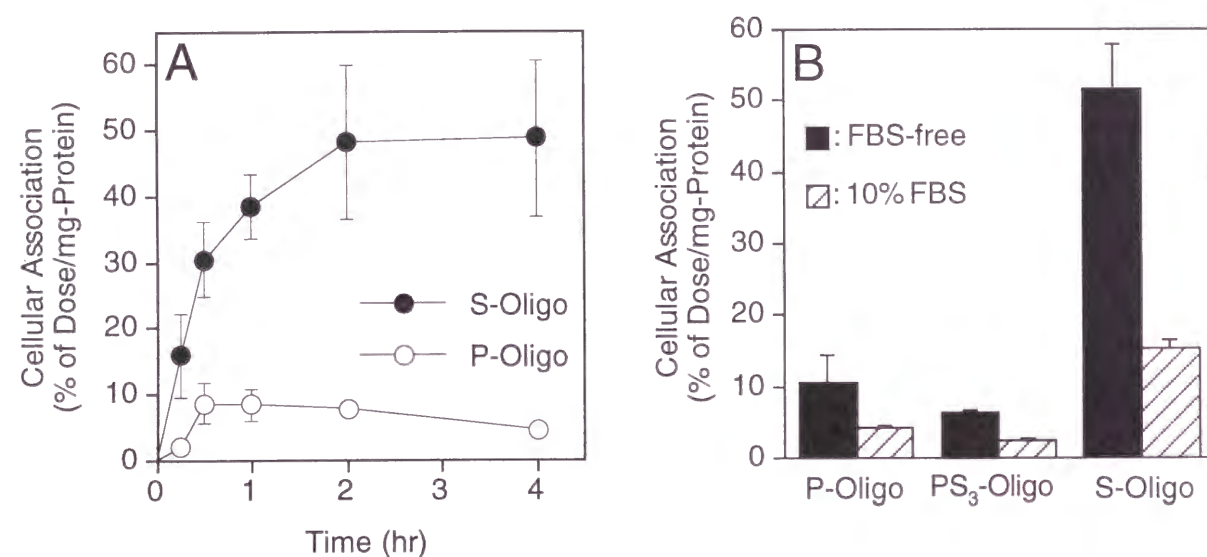 A
Cellular Association
(% of Dose/mg-Protein)
60
50
40
30
20
10
0
S-Oligo
P-Oligo
0
1
2
3
4
Time (hr)
B
Cellular Association
(% of Dose/mg-Protein)
60
50
40
30
20
10
0
: FBS-free
: 10% FBS
P-Oligo
PS₃-Oligo
S-Oligo